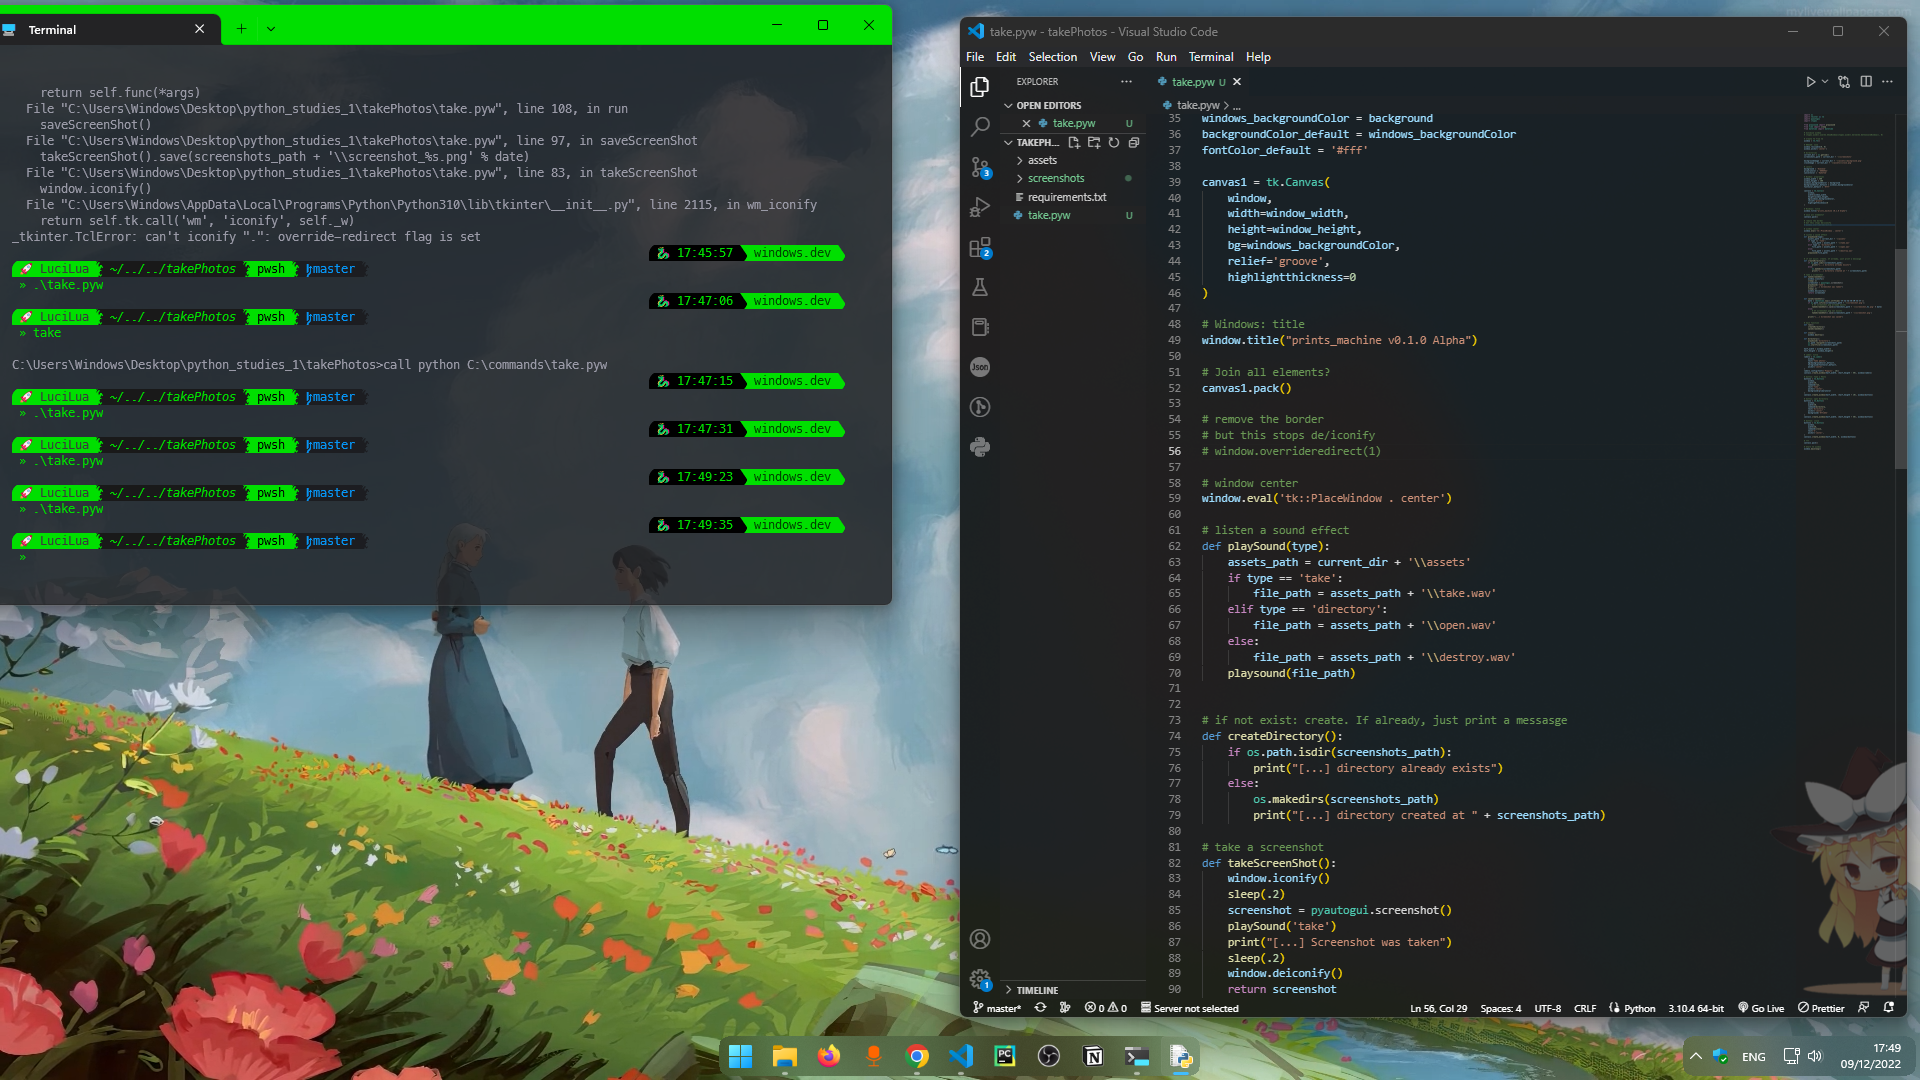 Terminal
return self.func(*args)
File "C:\Users\Windows\Desktop\python_studies_1\takePhotos\take.pyw", line 108, in run
saveScreenShot()
File "C:\Users\Windows\Desktop\python_studies_1\takePhotos\take.pyw", line 97, in saveScreenShot
takeScreenShot().save(screenshots_path + '\\screenshot_%s.png' % date)
File "C:\Users\Windows\Desktop\python_studies_1\takePhotos\take.pyw", line 83, in takeScreenShot
window.iconify()
File "C:\Users\Windows\AppData\Local\Programs\Python\Python310\lib\tkinter\__init__.py", line 2115, in wm_iconify
return self.tk.call('wm', 'iconify', self._w)
_tkinter.TclError: can't iconify ".": override-redirect flag is set
17:45:57 windows.dev
LuciLua ~/../../takePhotos pwsh master
» .\take.pyw
17:47:06 windows.dev
LuciLua ~/../../takePhotos pwsh master
» take
C:\Users\Windows\Desktop\python_studies_1\takePhotos>call python C:\commands\take.pyw
17:47:15 windows.dev
LuciLua ~/../../takePhotos pwsh master
» .\take.pyw
17:47:31 windows.dev
LuciLua ~/../../takePhotos pwsh master
» .\take.pyw
17:49:23 windows.dev
LuciLua ~/../../takePhotos pwsh master
» .\take.pyw
17:49:35 windows.dev
LuciLua ~/../../takePhotos pwsh master
»
take.pyw - takePhotos - Visual Studio Code
File Edit Selection View Go Run Terminal Help
EXPLORER
OPEN EDITORS
take.pyw U
TAKEPH...
assets
screenshots
requirements.txt
take.pyw U
TIMELINE
3
2
Json
1
take.pyw U
take.pyw > ...
35 windows_backgroundColor = background
36 backgroundColor_default = windows_backgroundColor
37 fontColor_default = '#fff'
38
39 canvas1 = tk.Canvas(
40 window,
41 width=window_width,
42 height=window_height,
43 bg=windows_backgroundColor,
44 relief='groove',
45 highlightthickness=0
46 )
47
48 # Windows: title
49 window.title("prints_machine v0.1.0 Alpha")
50
51 # Join all elements?
52 canvas1.pack()
53
54 # remove the border
55 # but this stops de/iconify
56 # window.overrideredirect(1)
57
58 # window center
59 window.eval('tk::PlaceWindow . center')
60
61 # listen a sound effect
62 def playSound(type):
63 assets_path = current_dir + '\\assets'
64 if type == 'take':
65 file_path = assets_path + '\\take.wav'
66 elif type == 'directory':
67 file_path = assets_path + '\\open.wav'
68 else:
69 file_path = assets_path + '\\destroy.wav'
70 playsound(file_path)
71
72
73 # if not exist: create. If already, just print a messasge
74 def createDirectory():
75 if os.path.isdir(screenshots_path):
76 print("[...] directory already exists")
77 else:
78 os.makedirs(screenshots_path)
79 print("[...] directory created at " + screenshots_path)
80
81 # take a screenshot
82 def takeScreenShot():
83 window.iconify()
84 sleep(.2)
85 screenshot = pyautogui.screenshot()
86 playSound('take')
87 print("[...] Screenshot was taken")
88 sleep(.2)
89 window.deiconify()
90 return screenshot
master* 0 0 Server not selected Ln 56, Col 29 Spaces: 4 UTF-8 CRLF Python 3.10.4 64-bit Go Live Prettier
ENG
17:49
09/12/2022